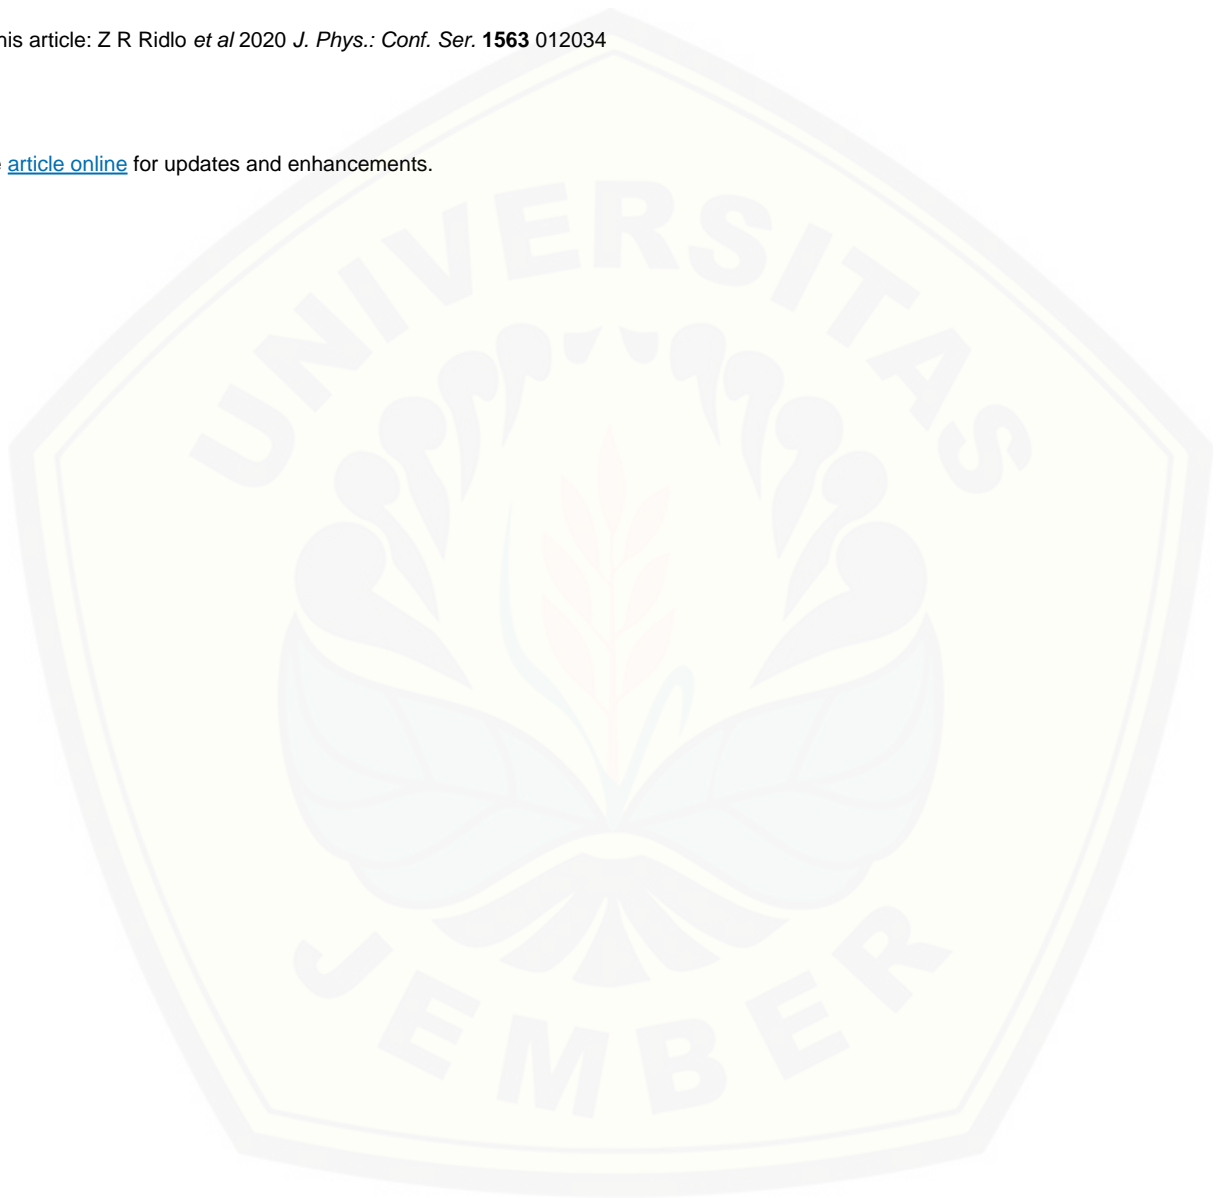 his article: Z R Ridlo et al 2020 J. Phys.: Conf. Ser. 1563 012034
article online for updates and enhancements.
UNIVERSITAS
JEMBER